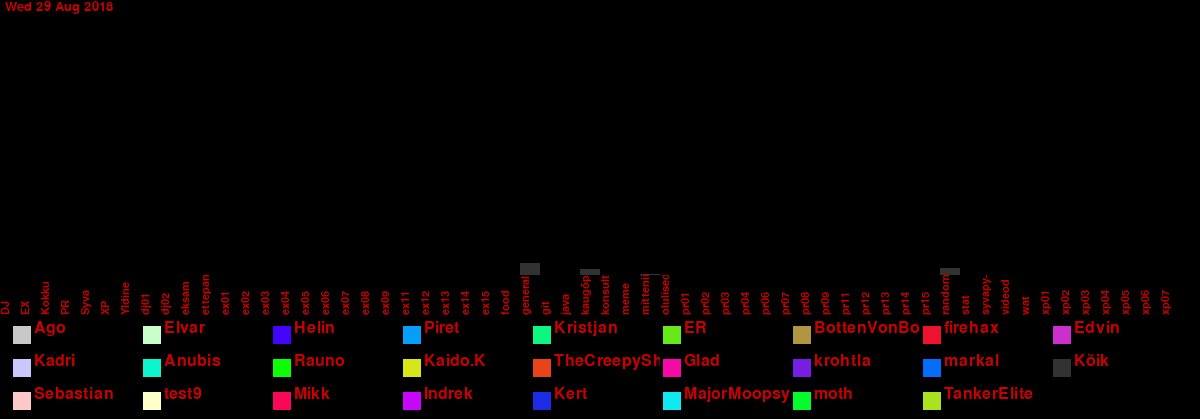 Wed 29 Aug 2018
DJ EX Kokku PR Syva XP Yldine dj01 dj02 eksam ettepan ex01 ex02 ex03 ex04 ex05 ex06 ex07 ex08 ex09 ex11 ex12 ex13 ex14 ex15 food general git java kaugõp konsult meme mitteni olulised pr01 pr02 pr03 pr04 pr06 pr07 pr08 pr09 pr11 pr12 pr13 pr14 pr15 random stat syvapy- videod wat xp01 xp02 xp03 xp04 xp05 xp06 xp07
Ago Elvar Helin Piret Kristjan ER BottenVonBo firehax Edvin
Kadri Anubis Rauno Kaido.K TheCreepySh Glad krohtla markal Kõik
Sebastian test9 Mikk Indrek Kert MajorMoopsy moth TankerElite